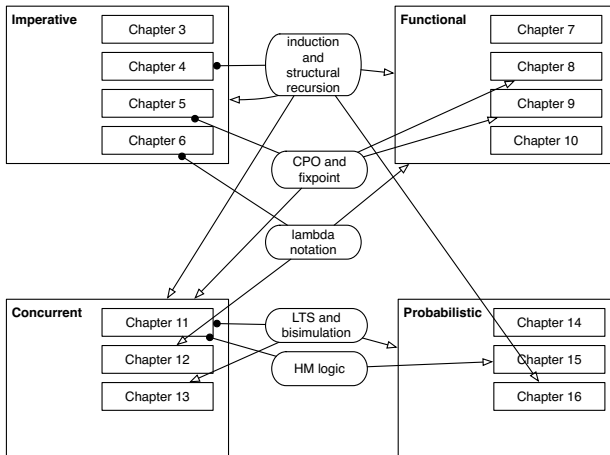 Imperative
Chapter 3
Chapter 4
Chapter 5
Chapter 6
induction
and
structural
recursion
Functional
Chapter 7
Chapter 8
Chapter 9
Chapter 10
CPO and
fixpoint
lambda
notation
Concurrent
Chapter 11
Chapter 12
Chapter 13
LTS and
bisimulation
HM logic
Probabilistic
Chapter 14
Chapter 15
Chapter 16